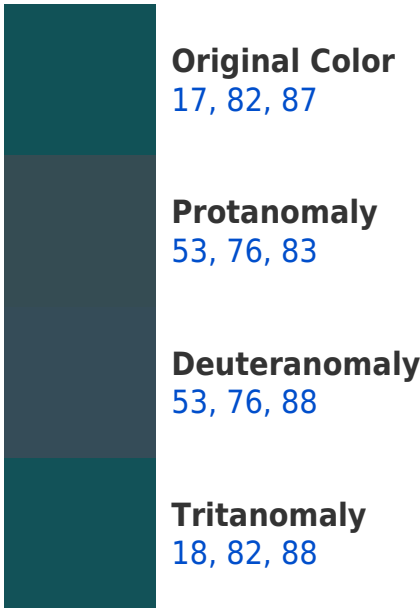 Original Color
17, 82, 87
Protanomaly
53, 76, 83
Deuteranomaly
53, 76, 88
Tritanomaly
18, 82, 88